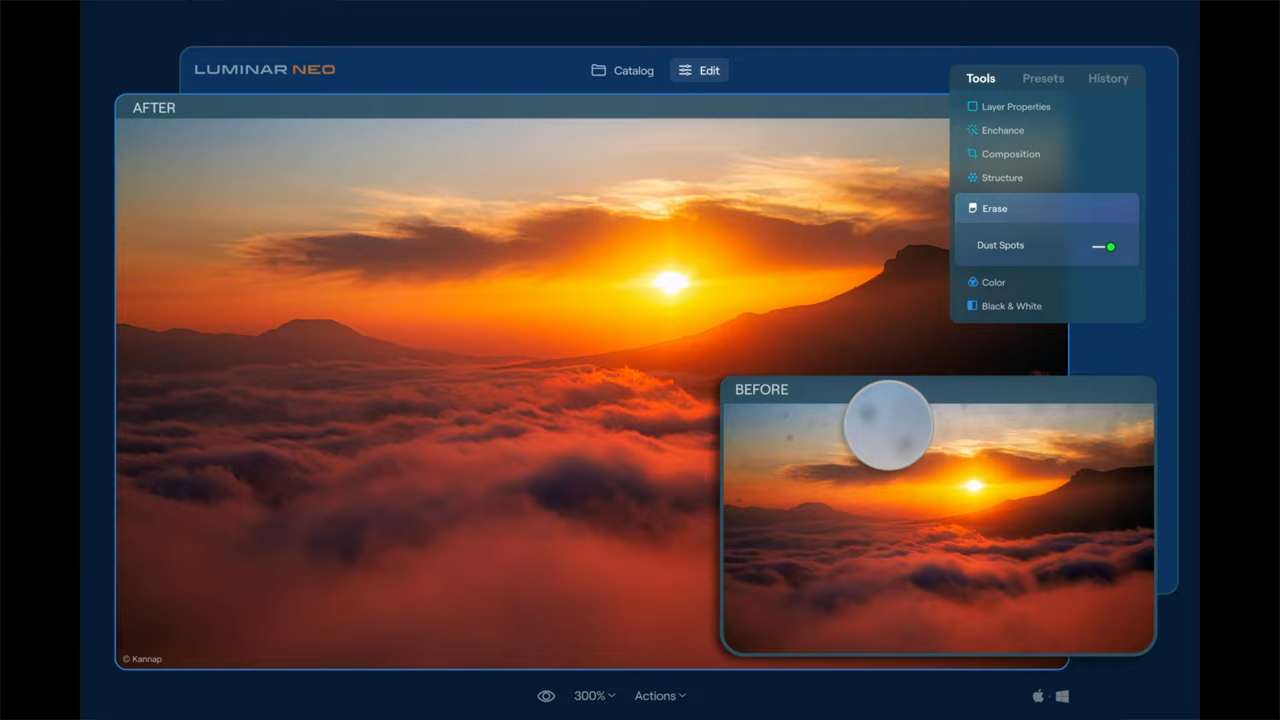 LUMINAR NEO
Catalog
Edit
Tools
Presets
History
AFTER
Layer Properties
Enchance
Composition
Structure
Erase
Dust Spots
Color
Black & White
BEFORE
© Kannap
300%
Actions